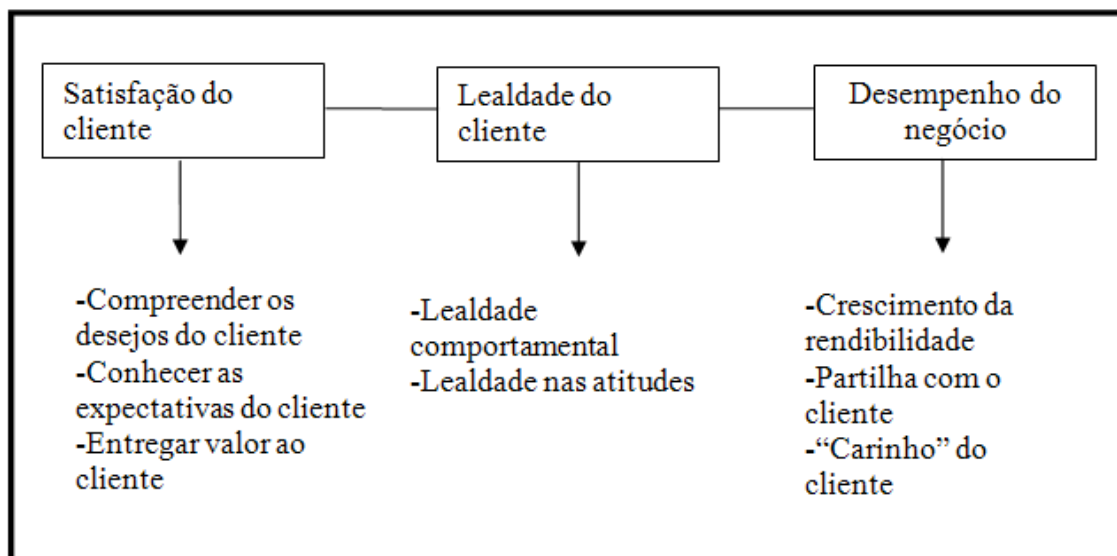 Satisfação do
cliente
Lealdade do
cliente
Desempenho do
negócio
-Compreender os
desejos do cliente
-Conhecer as
expectativas do cliente
-Entregar valor ao
cliente
-Lealdade
comportamental
-Lealdade nas atitudes
-Crescimento da
rendibilidade
-Partilha com o
cliente
-“Carinho” do
cliente